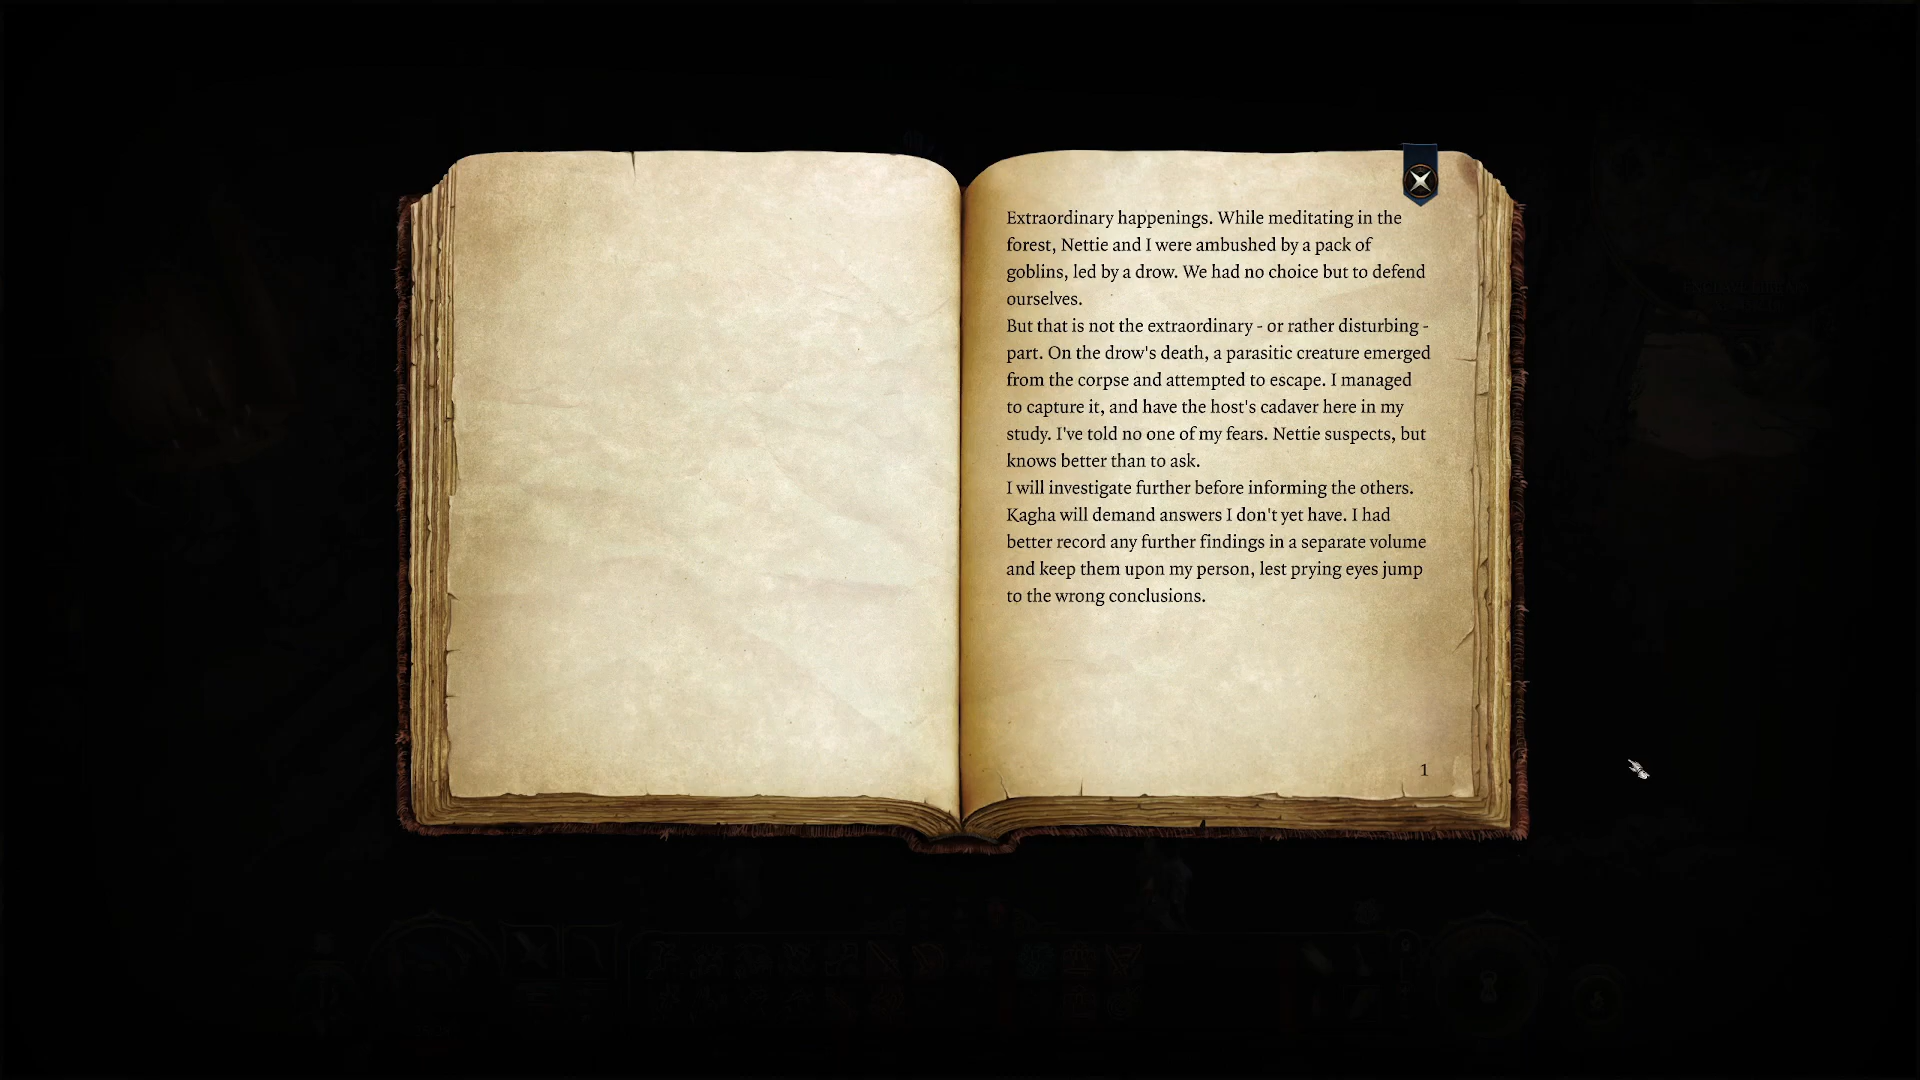 Extraordinary happenings. While meditating in the
forest, Nettie and I were ambushed by a pack of
goblins, led by a drow. We had no choice but to defend
ourselves.
But that is not the extraordinary - or rather disturbing -
part. On the drow's death, a parasitic creature emerged
from the corpse and attempted to escape. I managed
to capture it, and have the host's cadaver here in my
study. I've told no one of my fears. Nettie suspects, but
knows better than to ask.
I will investigate further before informing the others.
Kagha will demand answers I don't yet have. I had
better record any further findings in a separate volume
and keep them upon my person, lest prying eyes jump
to the wrong conclusions.
1